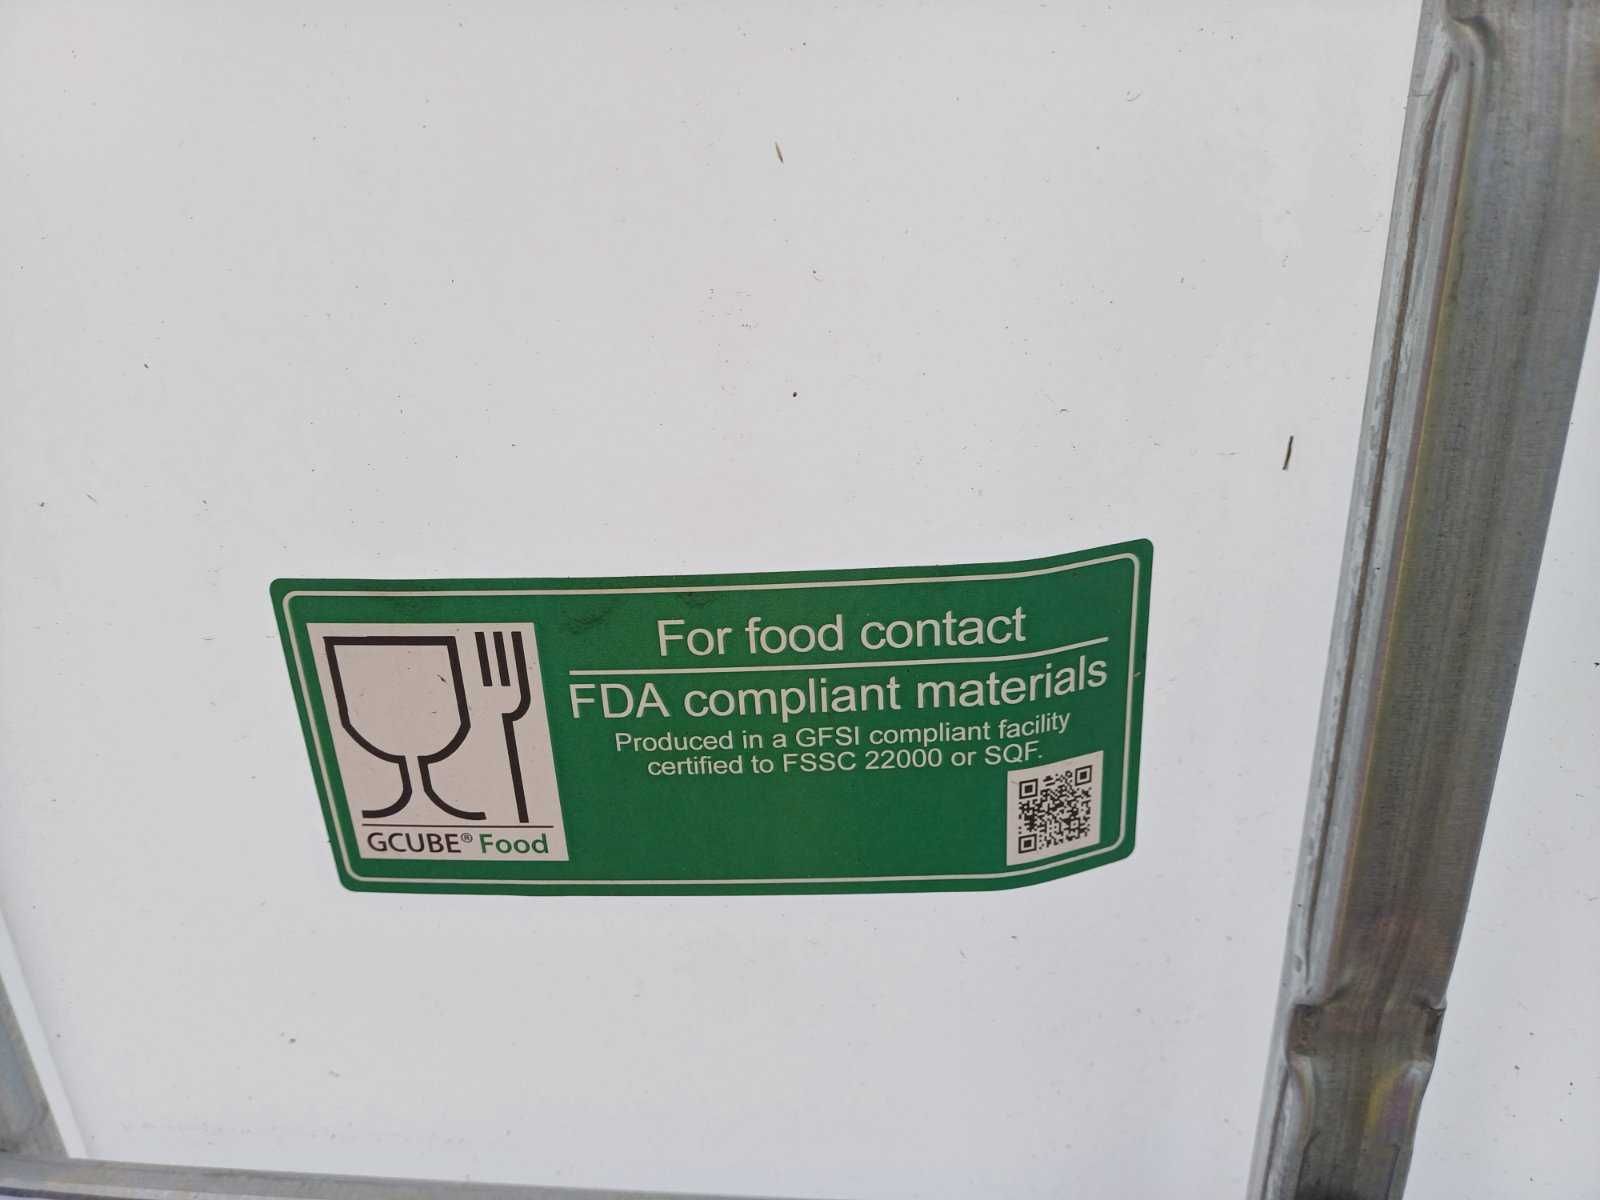 For food contact
FDA compliant materials
Produced in a GFSI compliant facility
certified to FSSC 22000 or SQF.
GCUBE® Food